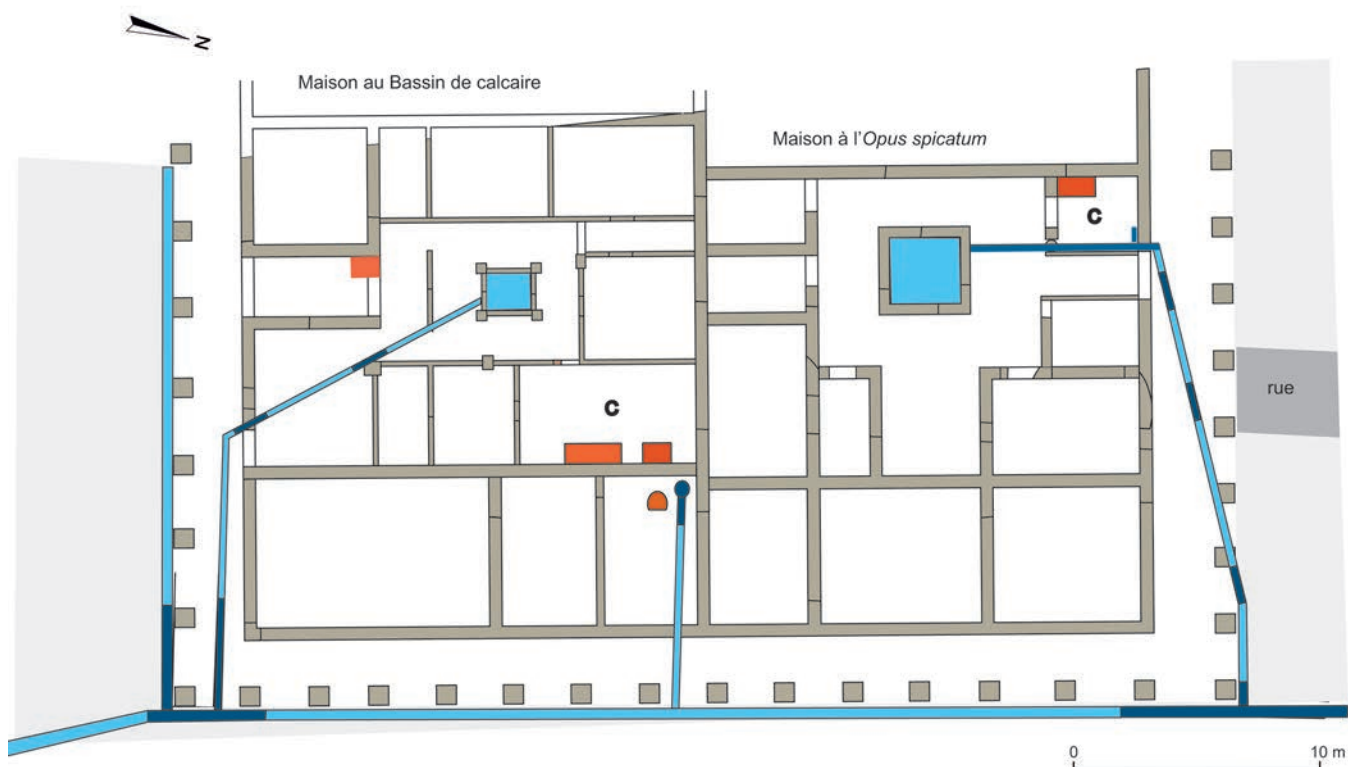 N
Maison au Bassin de calcaire
Maison à l'Opus spicatum
C
rue
C
0 10 m